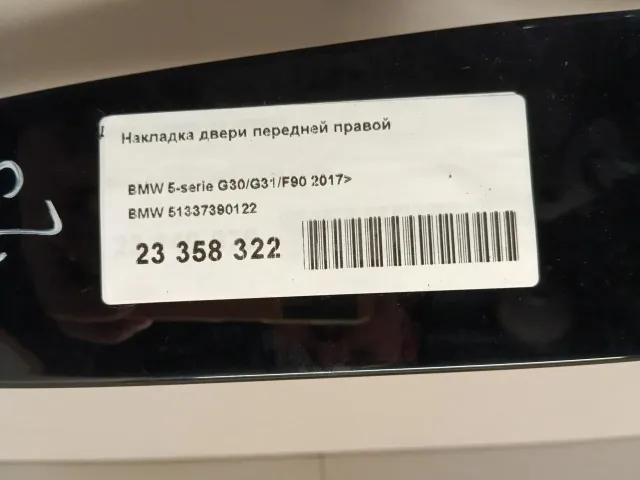 Накладка двери передней правой
BMW 5-serie G30/G31/F90 2017>
BMW 51337390122
23 358 322